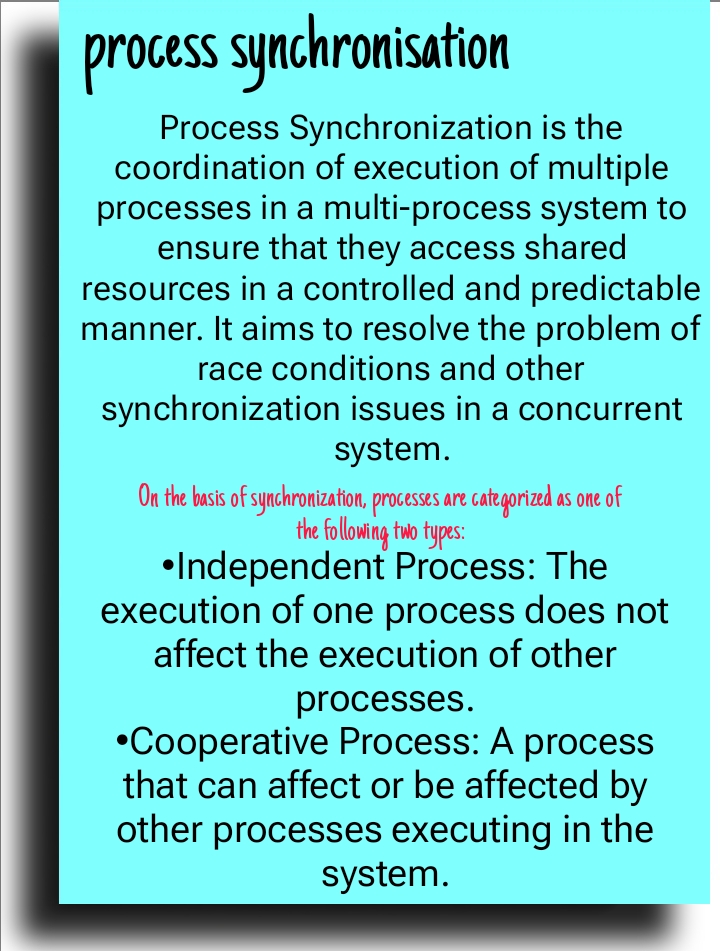 process synchronisation
Process Synchronization is the
coordination of execution of multiple
processes in a multi-process system to
ensure that they access shared
resources in a controlled and predictable
manner. It aims to resolve the problem of
race conditions and other
synchronization issues in a concurrent
system.
On the basis of synchronization, processes are categorized as one of
the following two types:
•Independent Process: The
execution of one process does not
affect the execution of other
processes.
•Cooperative Process: A process
that can affect or be affected by
other processes executing in the
system.